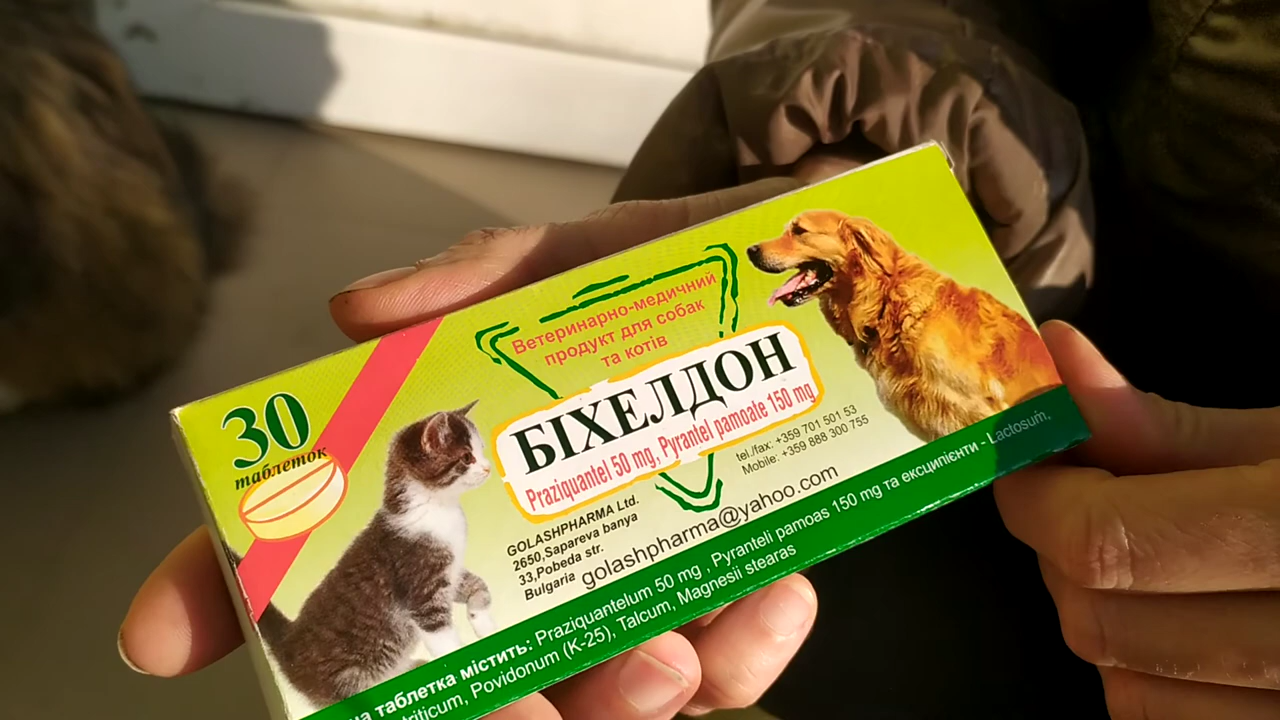 30
таблеток
Ветеринарно-медичний
продукт для собак
та котів
БІХЕЛДОН
Praziquantel 50 mg, Pyrantel pamoate 150 mg
tel./fax: +359 701 501 53
Mobile: +359 888 300 755
GOLASHPHARMA Ltd.
2650,Sapareva banya
33,Pobeda str.
Bulgaria
golashpharma@yahoo.com
таблетка містить: Praziquantelum 50 mg , Pyranteli pamoas 150 mg та ексципієнти - Lactosum,
Povidonum (K-25), Talcum, Magnesii stearas